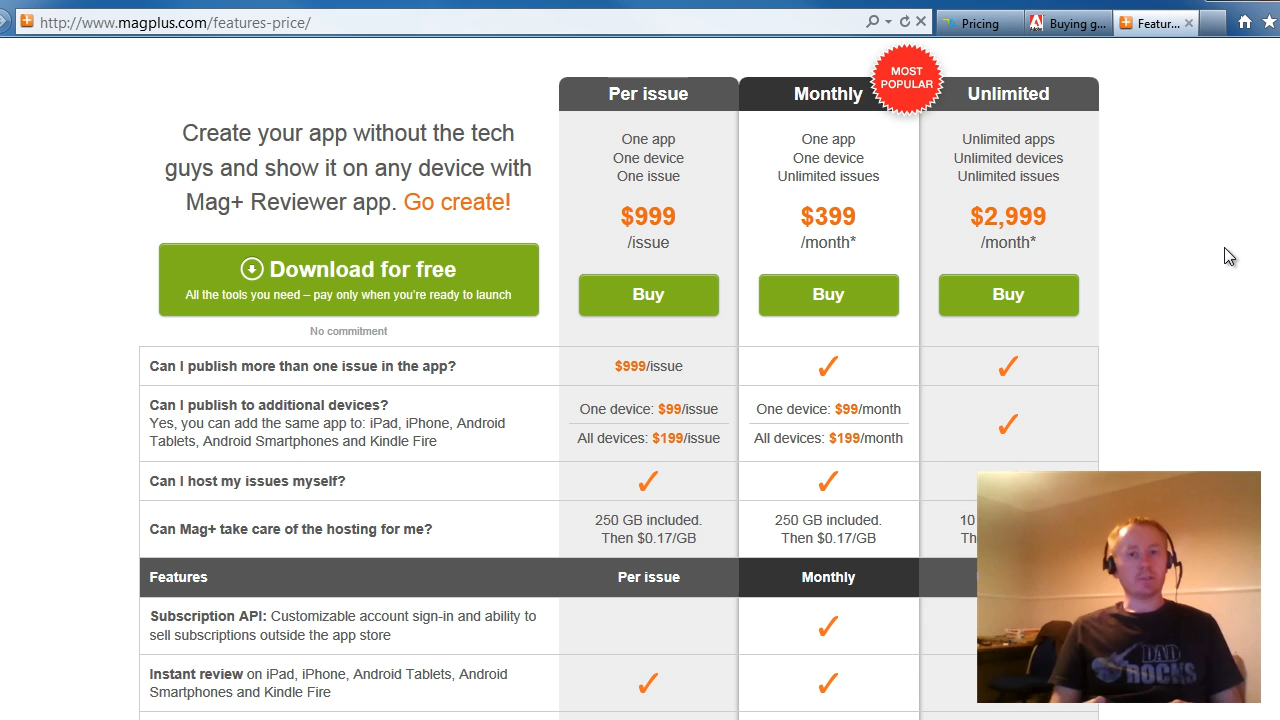 http://www.magplus.com/features-price/
Pricing
Buying g...
Featur...
MOST
POPULAR
Per issue
Monthly
Unlimited
Create your app without the tech
guys and show it on any device with
Mag+ Reviewer app. Go create!
Download for free
All the tools you need – pay only when you're ready to launch
No commitment
One app
One device
One issue
$999
/issue
Buy
One app
One device
Unlimited issues
$399
/month*
Buy
Unlimited apps
Unlimited devices
Unlimited issues
$2,999
/month*
Buy
Can I publish more than one issue in the app?
$999/issue
Can I publish to additional devices?
Yes, you can add the same app to: iPad, iPhone, Android
Tablets, Android Smartphones and Kindle Fire
One device: $99/issue
All devices: $199/issue
One device: $99/month
All devices: $199/month
Can I host my issues myself?
Can Mag+ take care of the hosting for me?
250 GB included.
Then $0.17/GB
250 GB included.
Then $0.17/GB
10
Th
Features
Per issue
Monthly
Subscription API: Customizable account sign-in and ability to
sell subscriptions outside the app store
Instant review on iPad, iPhone, Android Tablets, Android
Smartphones and Kindle Fire
DAD
ROCKS